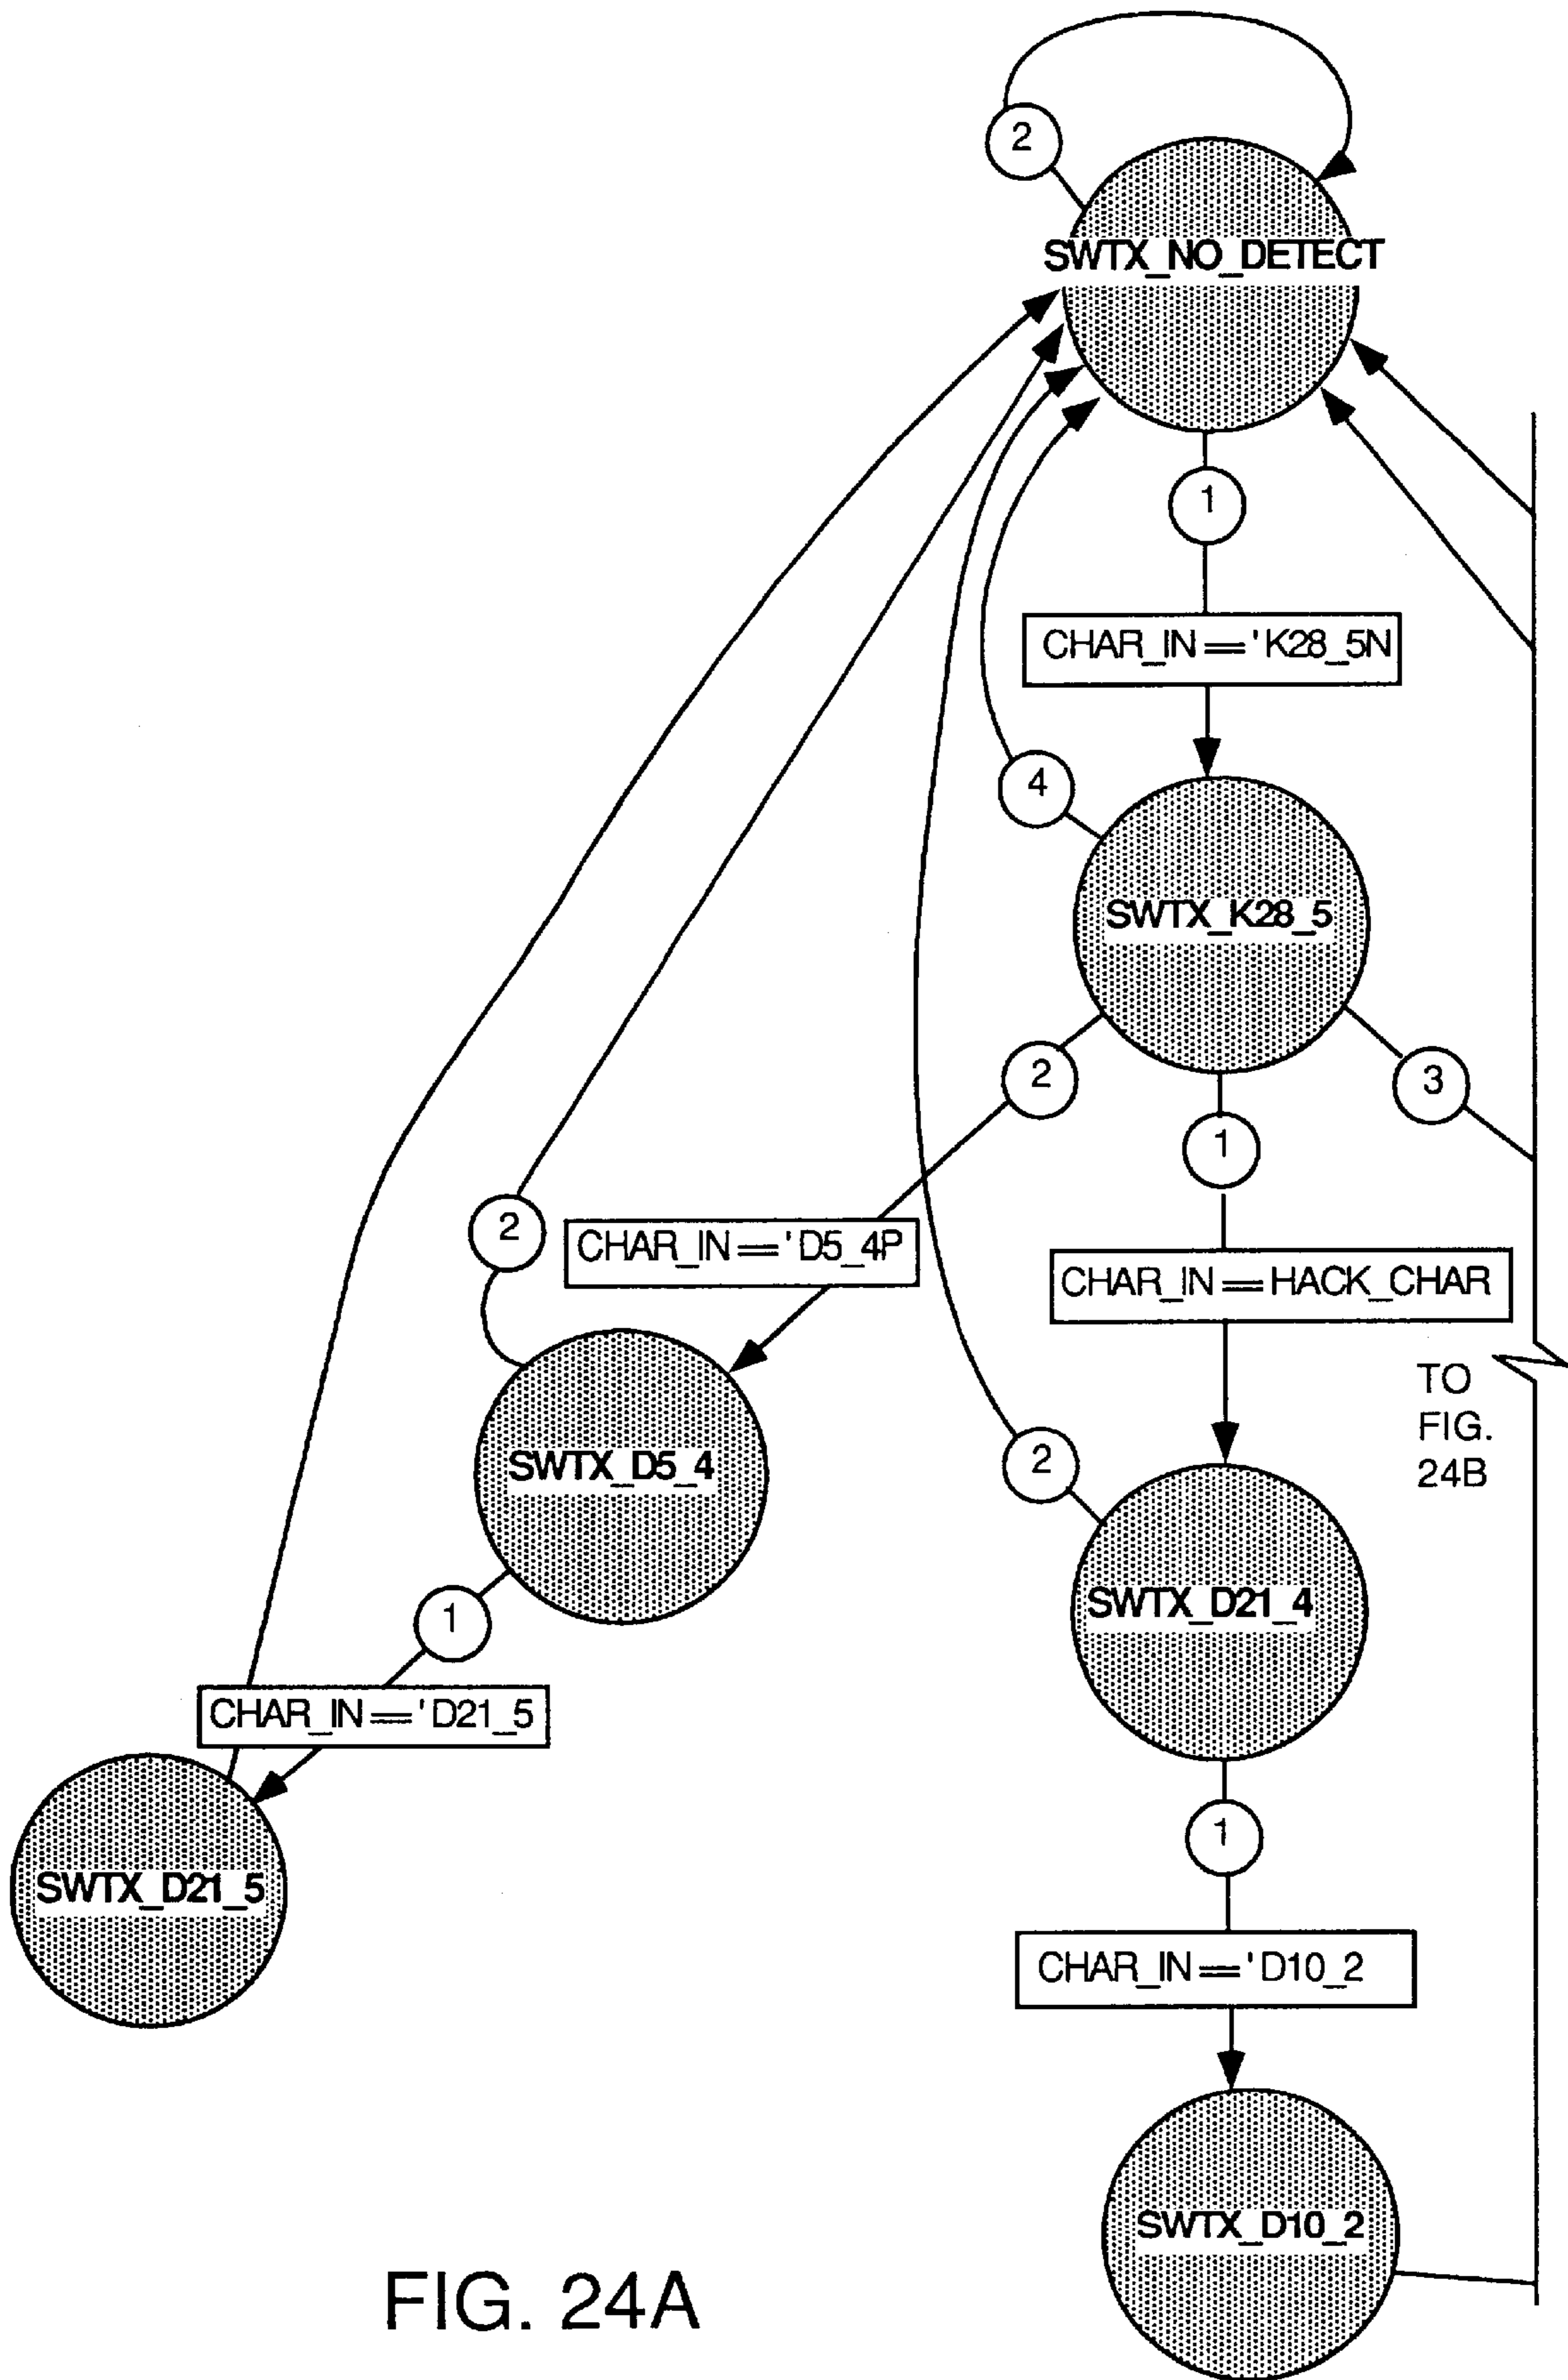 2
SWTX_NO_DETECT
1
CHAR_IN=='K28_5N
4
SWTX_K28_5
2
3
1
2
CHAR_IN=='D5_4P
CHAR_IN==HACK_CHAR
TO
FIG.
24B
2
SWTX_D5_4
SWTX_D21_4
1
CHAR_IN=='D21_5
1
SWTX_D21_5
CHAR_IN=='D10_2
SWTX_D10_2
FIG. 24A